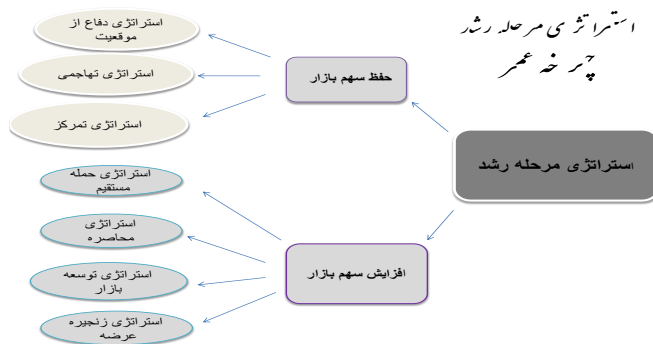 استراتژی مرحله رشد
چرخه عمر
استراتژی مرحله رشد
حفظ سهم بازار
استراتژی دفاع از
موقعیت
استراتژی تهاجمی
استراتژی تمرکز
افزایش سهم بازار
استراتژی حمله
مستقیم
استراتژی
محاصره
استراتژی توسعه
بازار
استراتژی زنجیره
عرضه